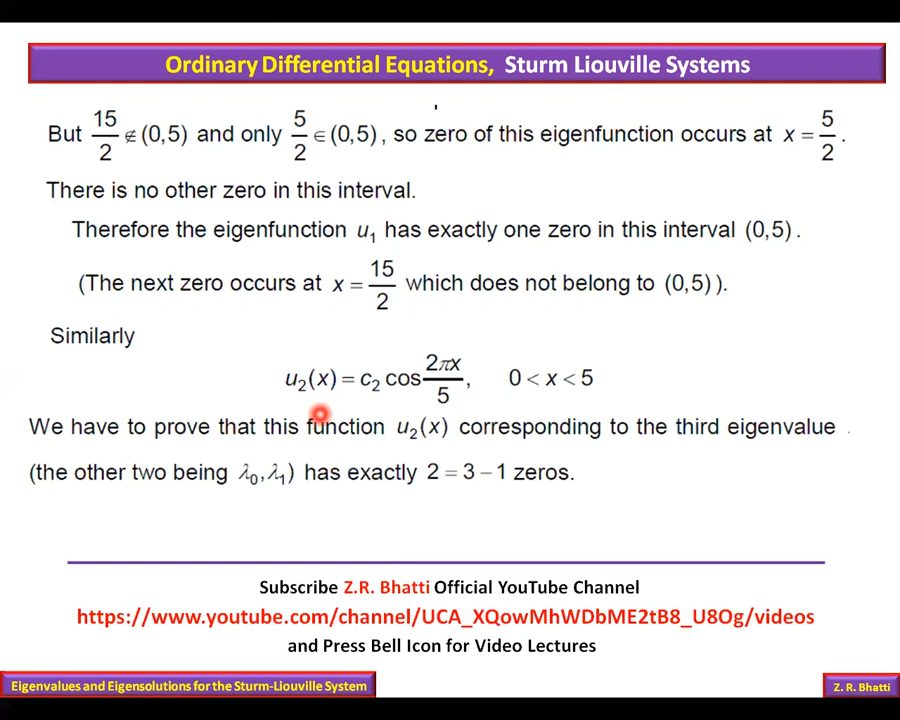 Ordinary Differential Equations, Sturm Liouville Systems
But 15/2 ∉ (0,5) and only 5/2 ∈ (0,5), so zero of this eigenfunction occurs at x = 5/2.
There is no other zero in this interval.
Therefore the eigenfunction u₁ has exactly one zero in this interval (0,5).
(The next zero occurs at x = 15/2 which does not belong to (0,5)).
Similarly
u₂(x) = c₂ cos 2πx/5, 0 < x < 5
We have to prove that this function u₂(x) corresponding to the third eigenvalue
(the other two being λ₀,λ₁) has exactly 2 = 3 – 1 zeros.
Subscribe Z.R. Bhatti Official YouTube Channel
https://www.youtube.com/channel/UCA_XQowMhWDbME2tB8_U8Og/videos
and Press Bell Icon for Video Lectures
Eigenvalues and Eigensolutions for the Sturm-Liouville System
Z. R. Bhatti